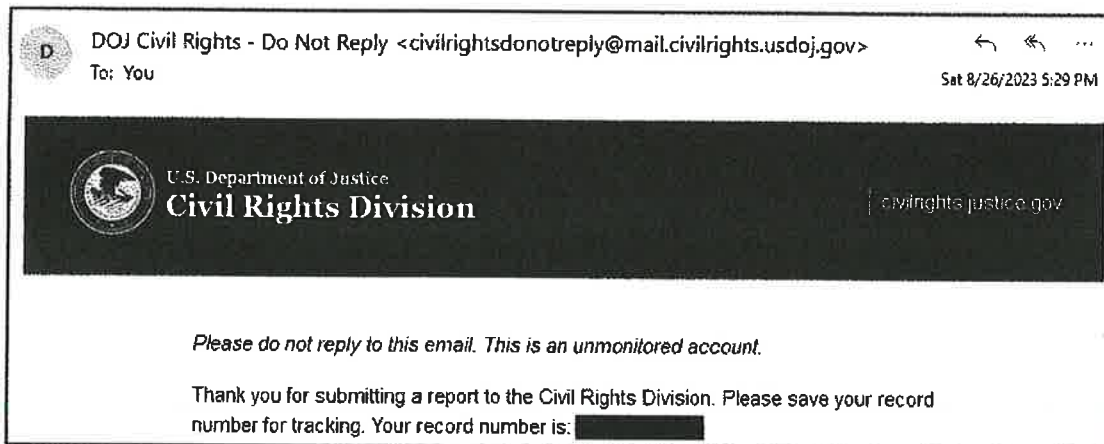 D
DOJ Civil Rights - Do Not Reply <civilrightsdonotreply@mail.civilrights.usdoj.gov>
To: You
Sat 8/26/2023 5:29 PM
U.S. Department of Justice
Civil Rights Division
civilrights.justice.gov
Please do not reply to this email. This is an unmonitored account.
Thank you for submitting a report to the Civil Rights Division. Please save your record
number for tracking. Your record number is: